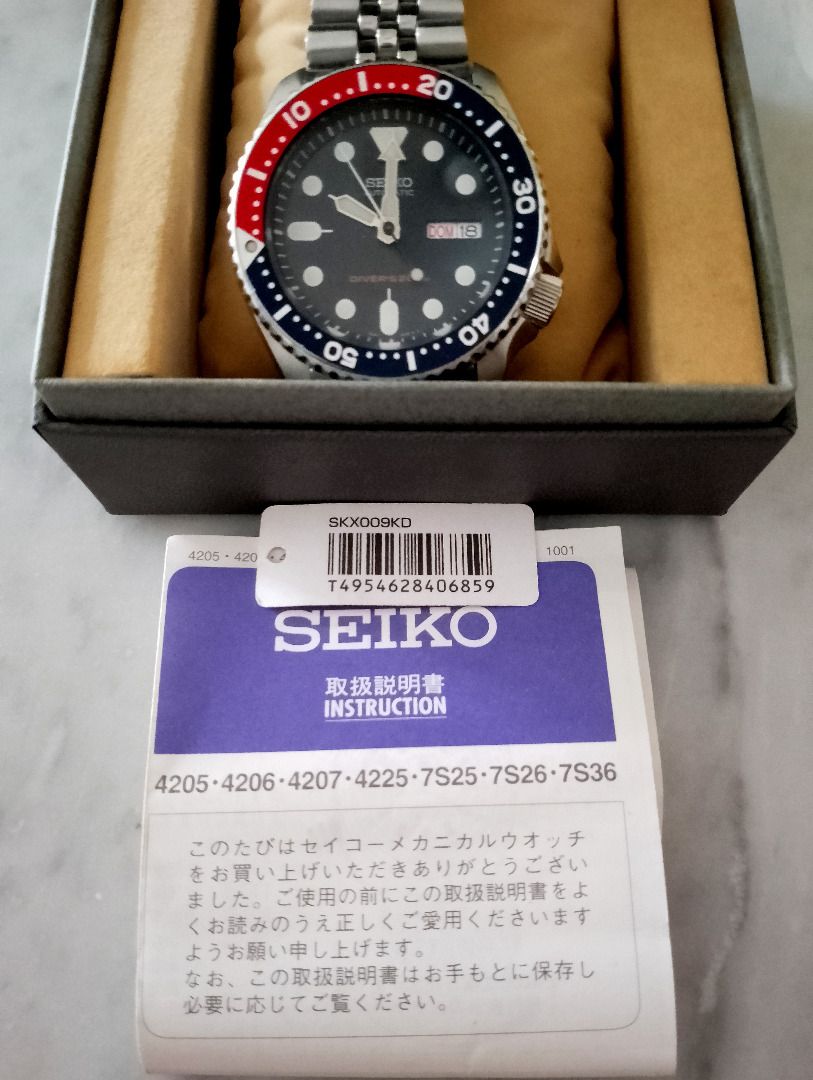 10
20
30
40
50
SEIKO
AUTOMATIC
DOM 18
DIVER'S 200m
SKX009KD
T4954628406859
4205・420
1001
SEIKO
取扱説明書
INSTRUCTION
4205・4206・4207・4225・7S25・7S26・7S36
このたびはセイコーメカニカルウオッチ
をお買い上げいただきありがとうござい
ました。ご使用の前にこの取扱説明書をよ
くお読みのうえ正しくご愛用くださいます
ようお願い申し上げます。
なお、この取扱説明書はお手もとに保存し
必要に応じてご覧ください。